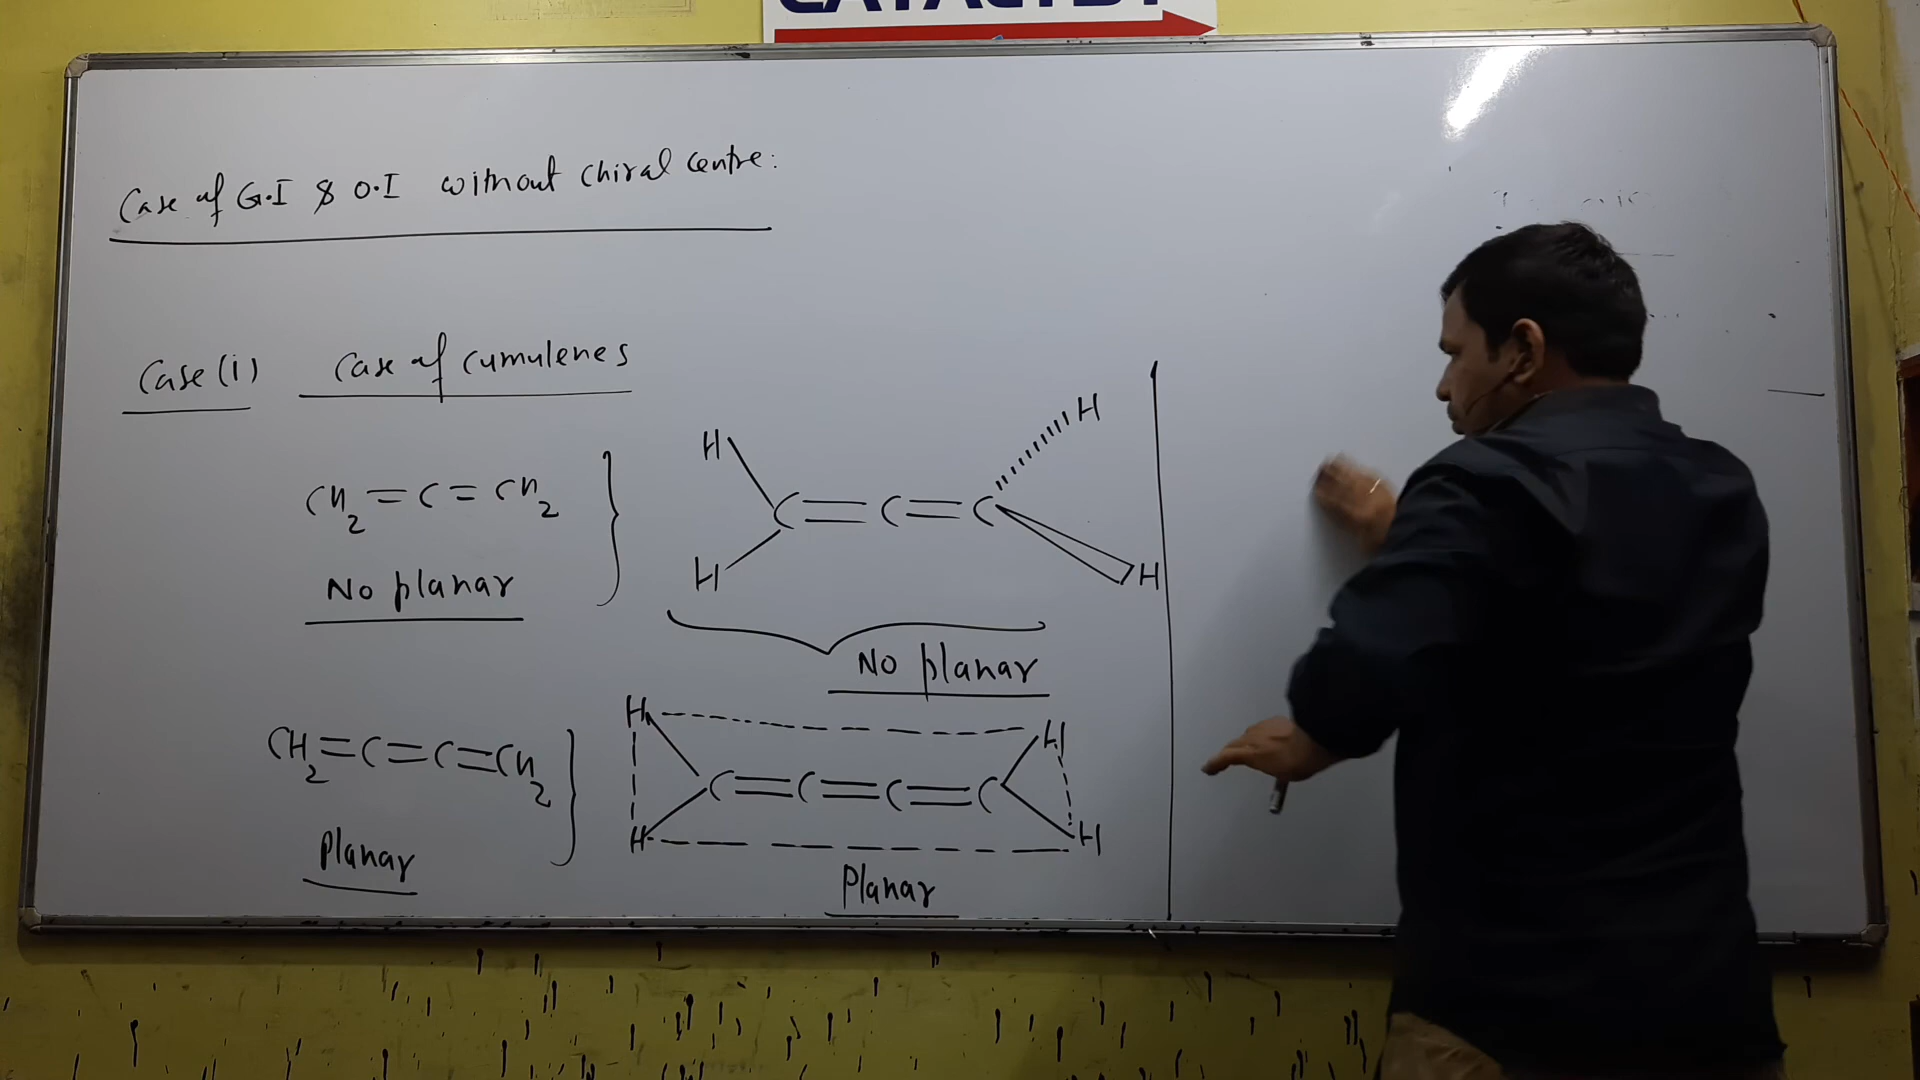 Case of G.I & O.I without chiral centre:
Case (i) Case of cumulenes
CH2 = C = CH2
No planar
H H
C = C = C
H H
No planar
CH2 = C = C = CH2
Planar
H H
C = C = C = C
H H
Planar